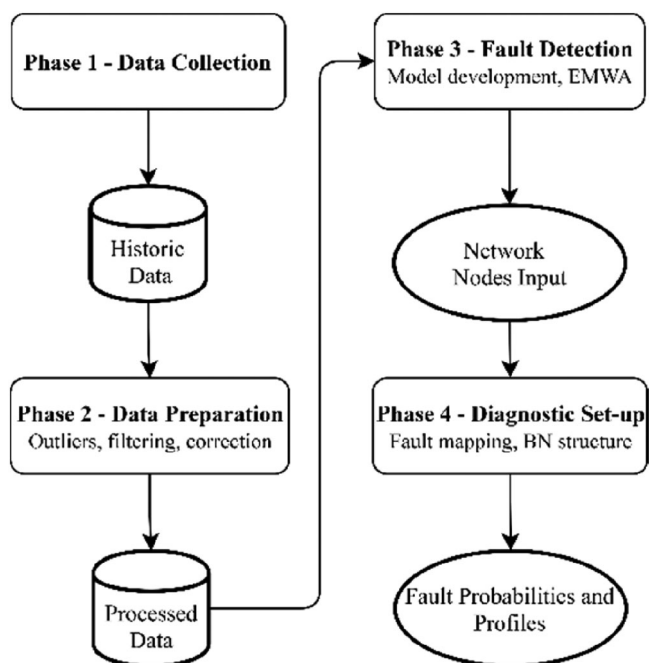 Phase 1 - Data Collection
Historic
Data
Phase 2 - Data Preparation
Outliers, filtering, correction
Processed
Data
Phase 3 - Fault Detection
Model development, EMWA
Network
Nodes Input
Phase 4 - Diagnostic Set-up
Fault mapping, BN structure
Fault Probabilities and
Profiles